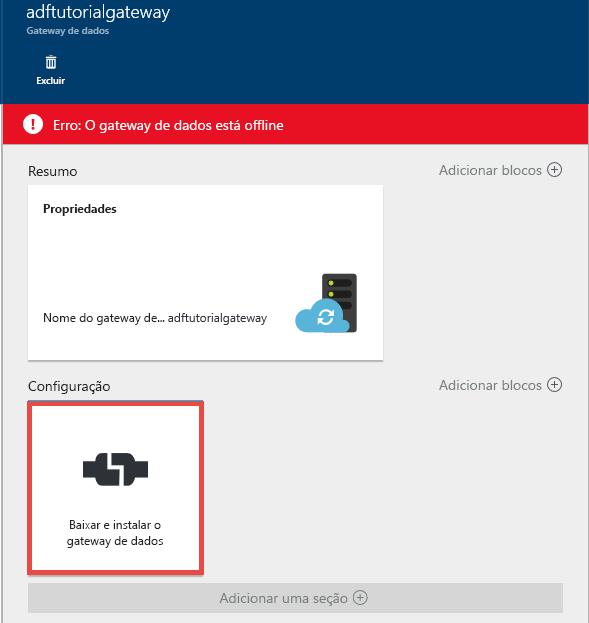 adftutorialgateway
Gateway de dados
Excluir
! Erro: O gateway de dados está offline
Resumo
Adicionar blocos
Propriedades
Nome do gateway de... adftutorialgateway
Configuração
Adicionar blocos
Baixar e instalar o
gateway de dados
Adicionar uma seção